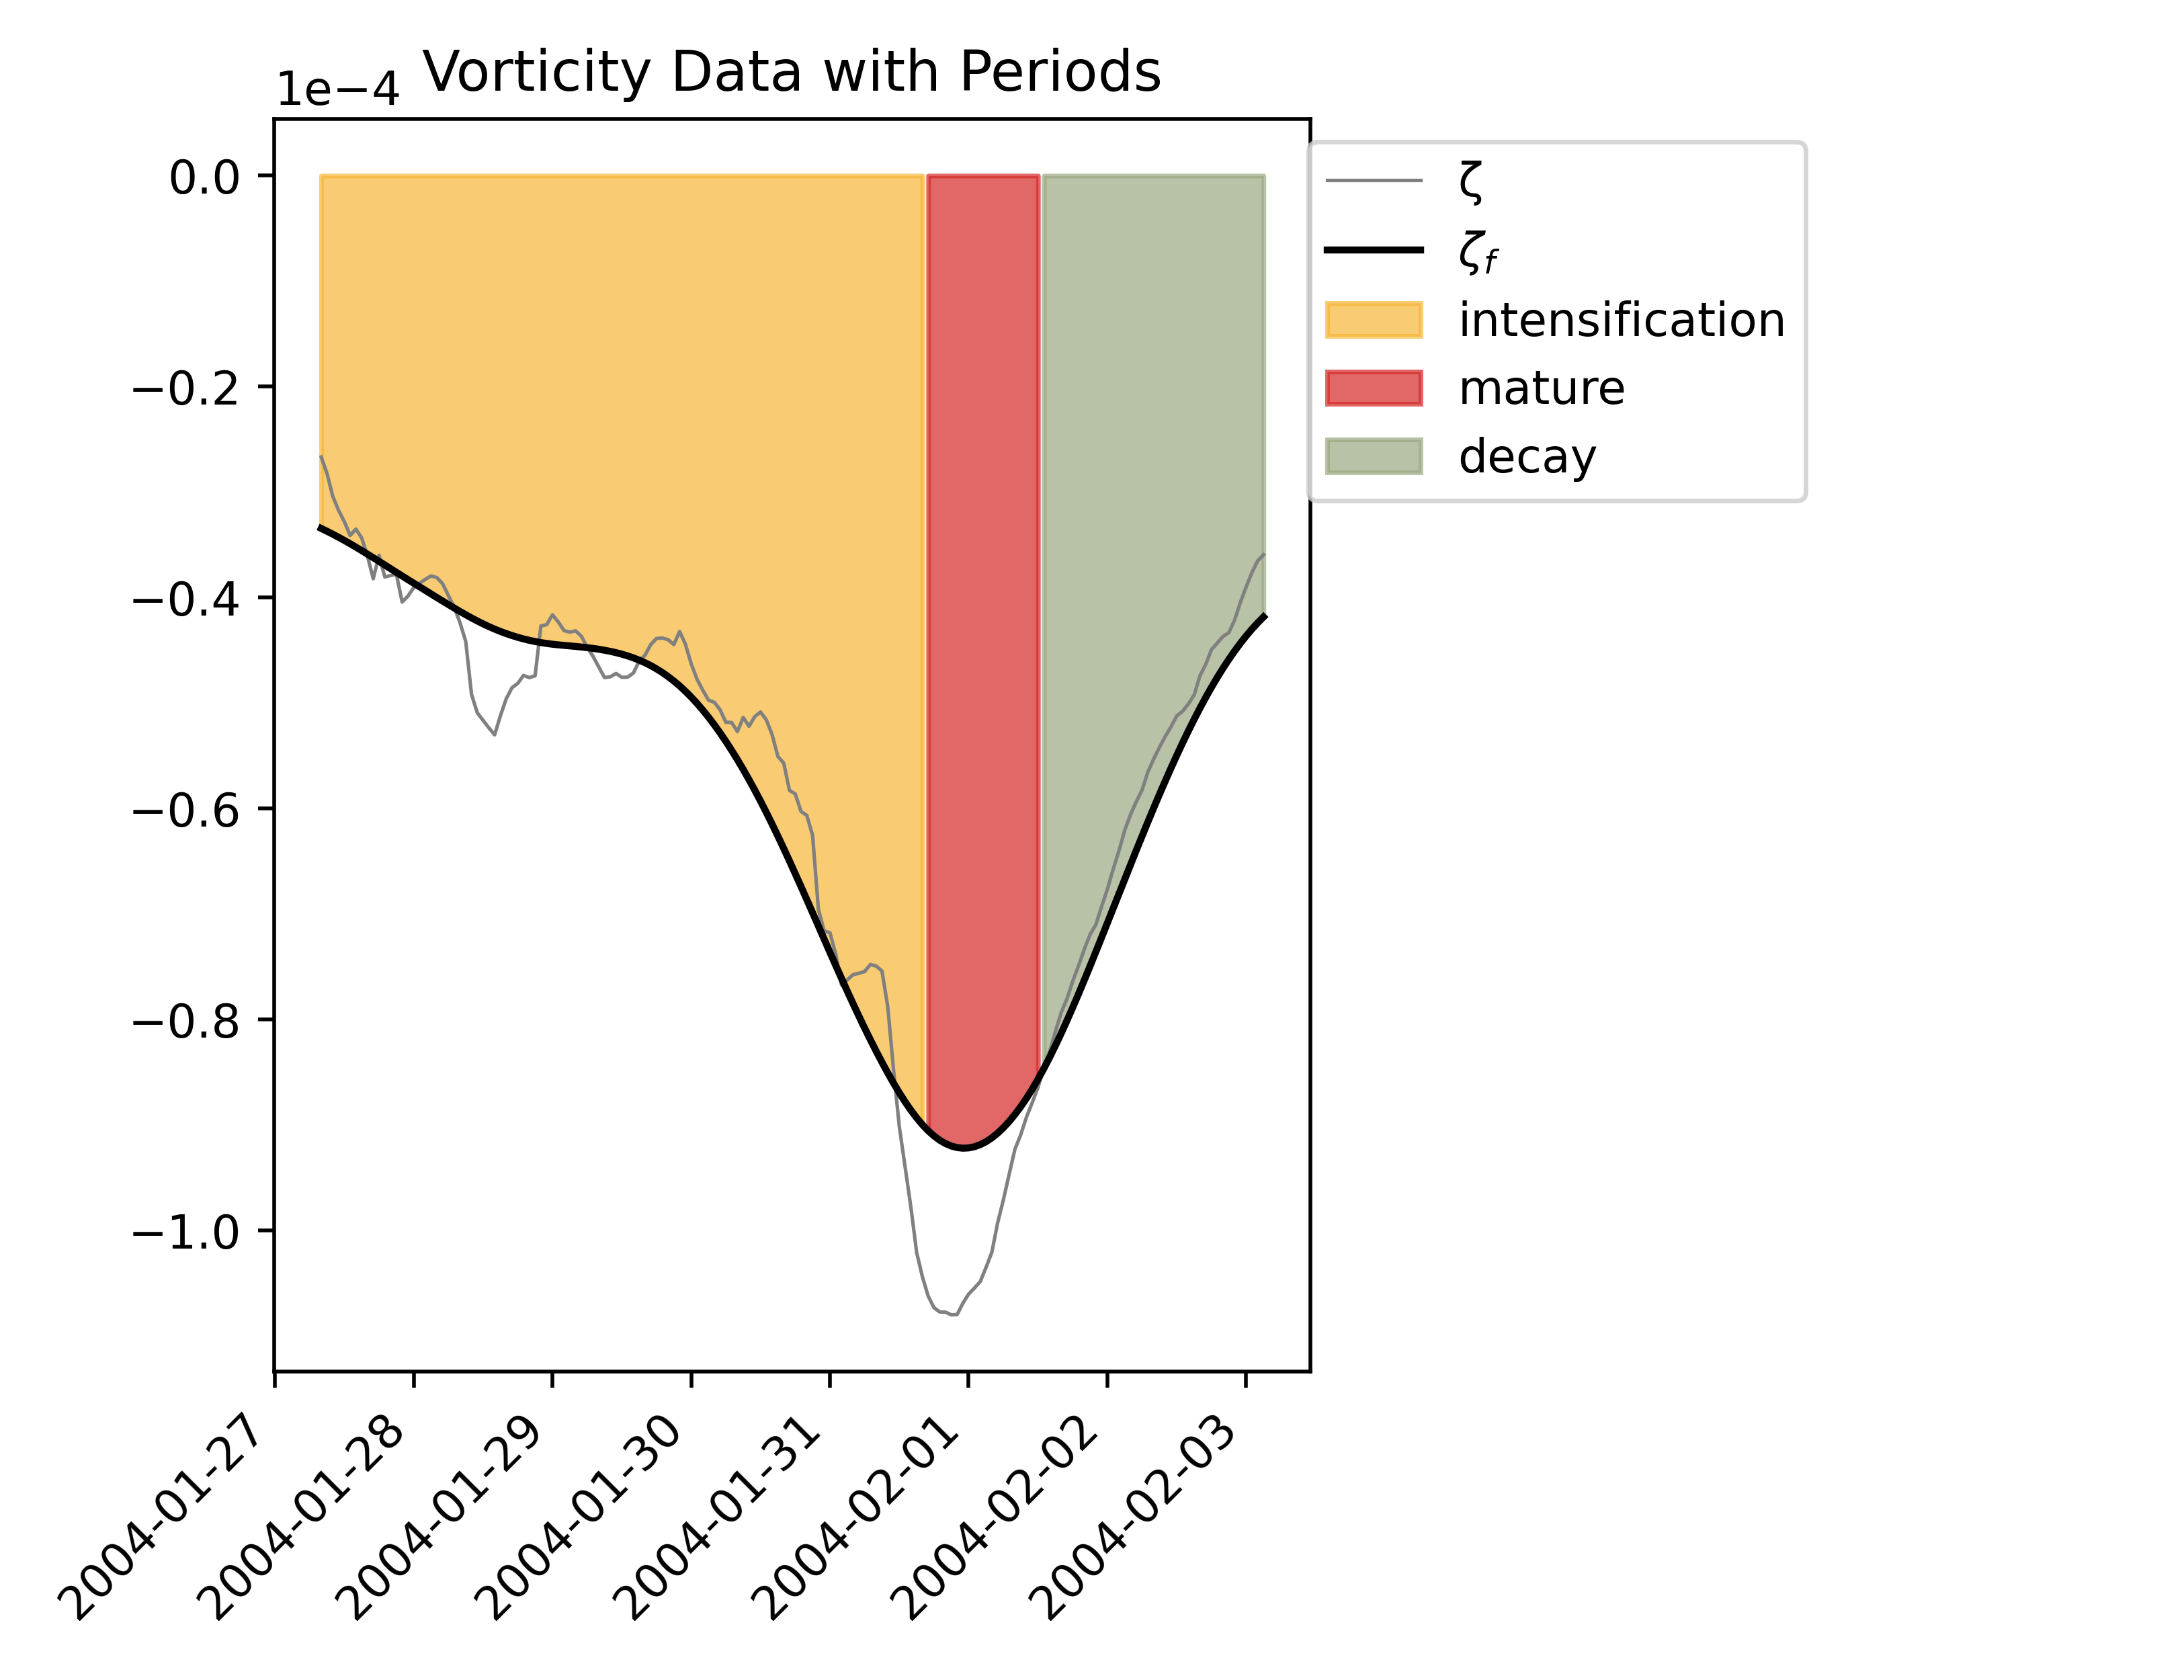 Vorticity Data with Periods
1e−4
0.0
−0.2
−0.4
−0.6
−0.8
−1.0
2004-01-27
2004-01-28
2004-01-29
2004-01-30
2004-01-31
2004-02-01
2004-02-02
2004-02-03
ζ
ζf
intensification
mature
decay